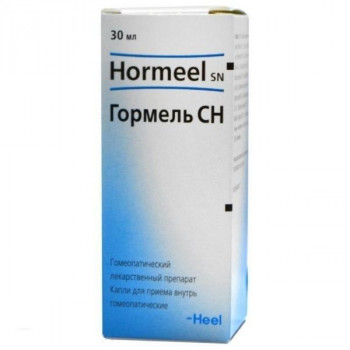 30 мл
Hormeel SN
Гормель СН
Гомеопатический
лекарственный препарат
Капли для приема внутрь
гомеопатические
-Heel